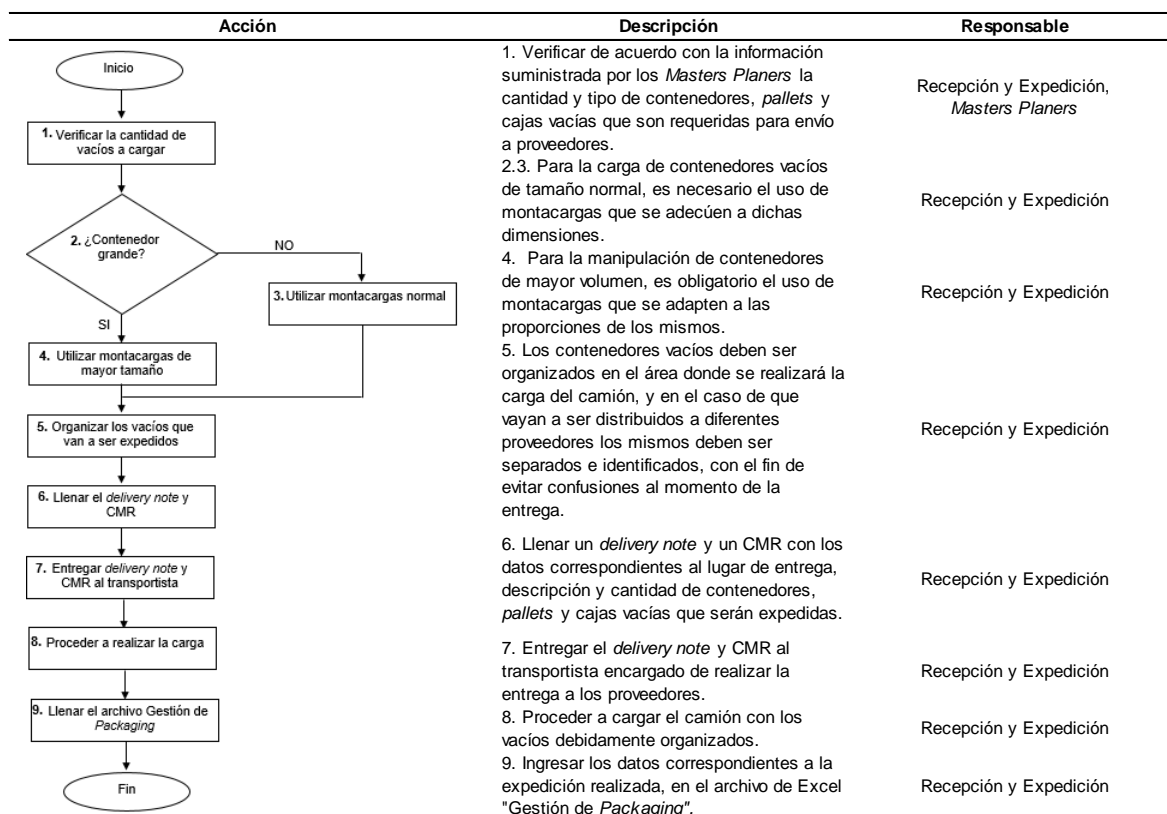 Acción Descripción Responsable
Inicio
1. Verificar la cantidad de
vacíos a cargar
2. ¿Contenedor
grande?
NO
3. Utilizar montacargas normal
SI
4. Utilizar montacargas de
mayor tamaño
5. Organizar los vacíos que
van a ser expedidos
6. Llenar el delivery note y
CMR
7. Entregar delivery note y
CMR al transportista
8. Proceder a realizar la carga
9. Llenar el archivo Gestión de
Packaging
Fin
1. Verificar de acuerdo con la información
suministrada por los Masters Planers la
cantidad y tipo de contenedores, pallets y
cajas vacías que son requeridas para envío
a proveedores.
Recepción y Expedición,
Masters Planers
2.3. Para la carga de contenedores vacíos
de tamaño normal, es necesario el uso de
montacargas que se adecúen a dichas
dimensiones.
Recepción y Expedición
4. Para la manipulación de contenedores
de mayor volumen, es obligatorio el uso de
montacargas que se adapten a las
proporciones de los mismos.
Recepción y Expedición
5. Los contenedores vacíos deben ser
organizados en el área donde se realizará la
carga del camión, y en el caso de que
vayan a ser distribuidos a diferentes
proveedores los mismos deben ser
separados e identificados, con el fin de
evitar confusiones al momento de la
entrega.
Recepción y Expedición
6. Llenar un delivery note y un CMR con los
datos correspondientes al lugar de entrega,
descripción y cantidad de contenedores,
pallets y cajas vacías que serán expedidas.
Recepción y Expedición
7. Entregar el delivery note y CMR al
transportista encargado de realizar la
entrega a los proveedores.
Recepción y Expedición
8. Proceder a cargar el camión con los
vacíos debidamente organizados.
Recepción y Expedición
9. Ingresar los datos correspondientes a la
expedición realizada, en el archivo de Excel
"Gestión de Packaging".
Recepción y Expedición